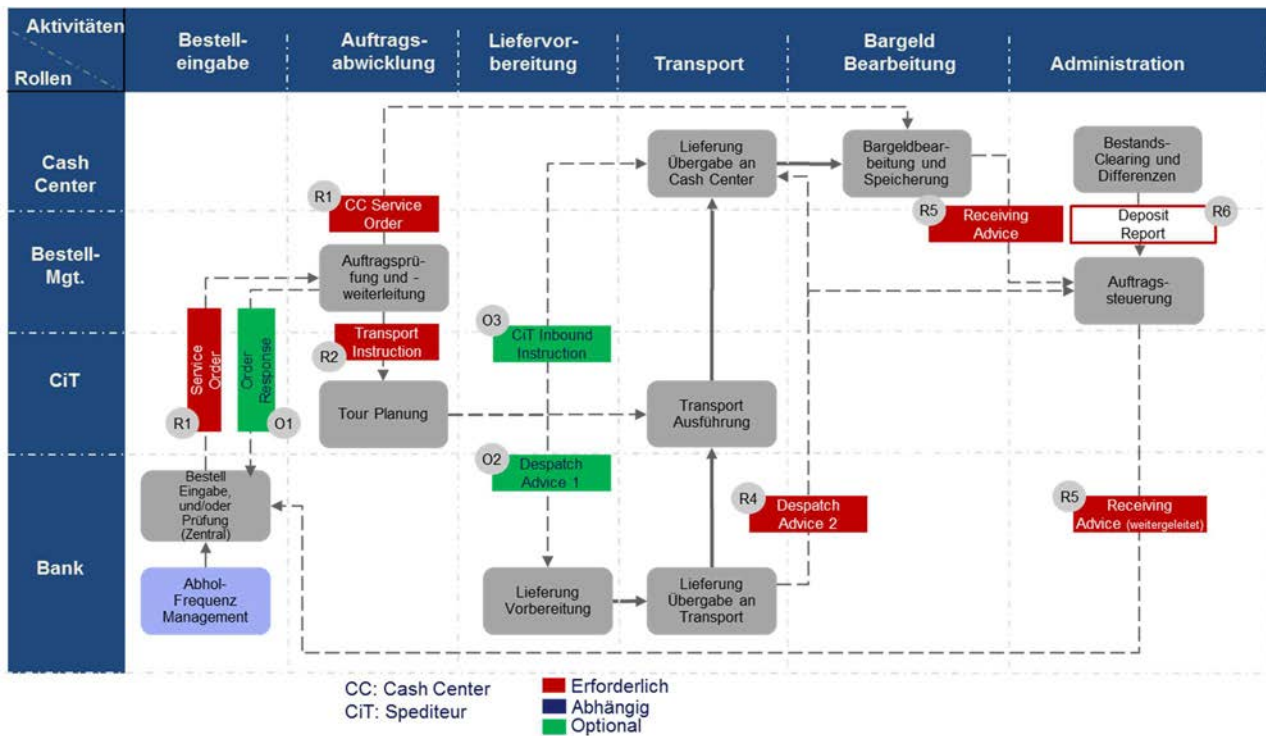 Aktivitäten
Rollen
Bestell-
eingabe
Auftrags-
abwicklung
Liefervor-
bereitung
Transport
Bargeld
Bearbeitung
Administration
Cash
Center
Lieferung
Übergabe an
Cash Center
Bargeldbear-
beitung und
Speicherung
Bestands-
Clearing und
Differenzen
R1
CC Service
Order
R5
Receiving
Advice
Deposit
Report
R6
Bestell-
Mgt.
Auftragsprü-
fung und -
weiterleitung
Auftrags-
steuerung
Service
Order
R1
Order
Response
O1
R2
Transport
Instruction
O3
CiT Inbound
Instruction
CiT
Tour Planung
Transport
Ausführung
O2
Despatch
Advice 1
R4
Despatch
Advice 2
R5
Receiving
Advice (weitergeleitet)
Bank
Bestell
Eingabe,
und/oder
Prüfung
(Zentral)
Abhol-
Frequenz
Management
Lieferung
Vorbereitung
Lieferung
Übergabe an
Transport
CC: Cash Center
CiT: Spediteur
Erforderlich
Abhängig
Optional